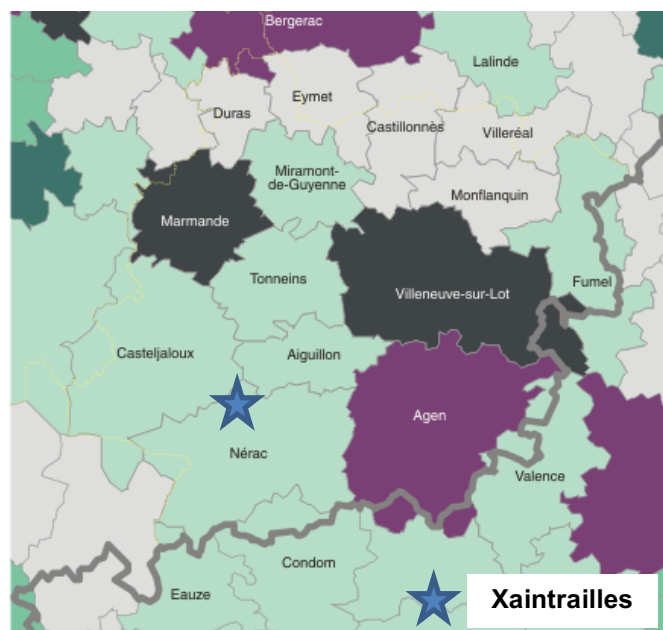 Bergerac
Lalinde
Eymet
Duras
Castillonnès
Villeréal
Miramont-
de-Guyenne
Monflanquin
Marmande
Tonneins
Villeneuve-sur-Lot
Fumel
Casteljaloux
Aiguillon
Agen
Nérac
Valence
Condom
Eauze
Xaintrailles